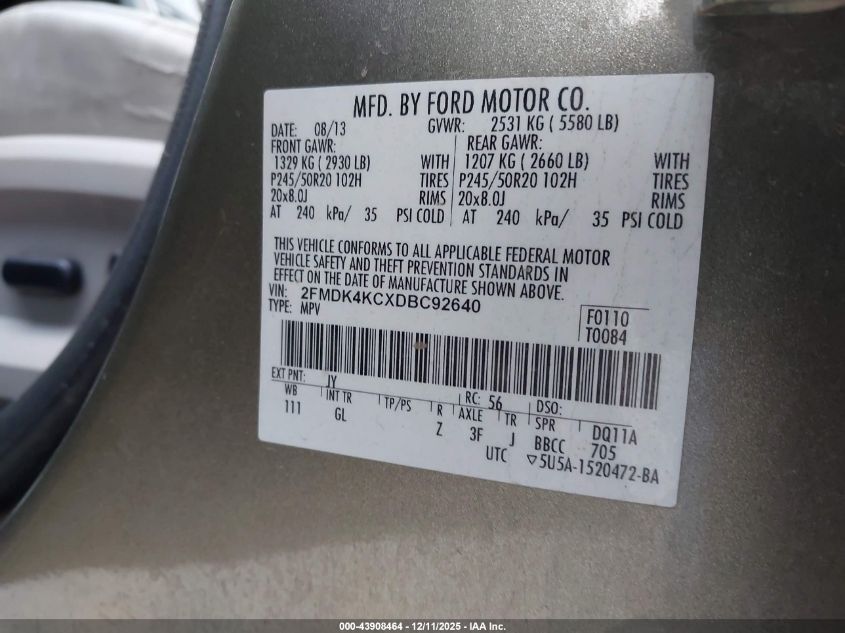 MFD. BY FORD MOTOR CO.
DATE: 08/13 GVWR: 2531 KG ( 5580 LB)
FRONT GAWR: REAR GAWR:
1329 KG ( 2930 LB) WITH 1207 KG ( 2660 LB) WITH
P245/50R20 102H TIRES P245/50R20 102H TIRES
20x8.0J RIMS 20x8.0J RIMS
AT 240 kPa/ 35 PSI COLD AT 240 kPa/ 35 PSI COLD
THIS VEHICLE CONFORMS TO ALL APPLICABLE FEDERAL MOTOR
VEHICLE SAFETY AND THEFT PREVENTION STANDARDS IN
EFFECT ON THE DATE OF MANUFACTURE SHOWN ABOVE.
VIN: 2FMDK4KCXDBC92640
TYPE: MPV
F0110
T0084
EXT PNT: JY RC: 56 DSO:
WB INT TR TP/PS R AXLE TR SPR DQ11A
111 GL Z 3F J BBCC 705
UTC ▽5U5A-1520472-BA
000-43908464 - 12/11/2025 - IAA Inc.